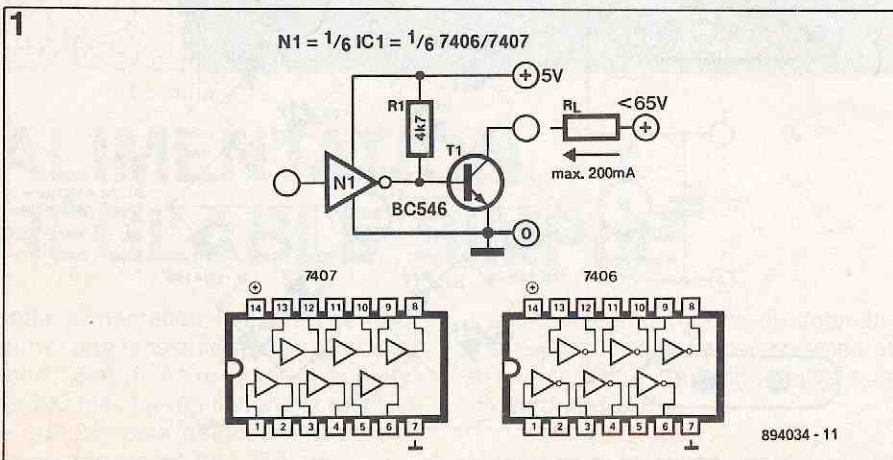 1
N1 = 1/6 IC1 = 1/6 7406/7407
+ 5V
R1
4k7
RL
<65V
+
T1
N1
max. 200mA
BC546
0
7407
7406
+
14 13 12 11 10 9 8
1 2 3 4 5 6 7
+
14 13 12 11 10 9 8
1 2 3 4 5 6 7
894034 - 11